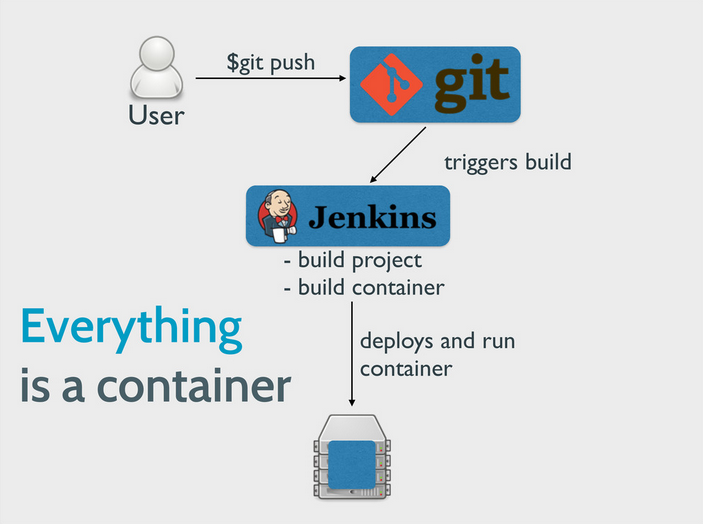 $git push
git
User
triggers build
Jenkins
- build project
- build container
Everything
is a container
deploys and run
container